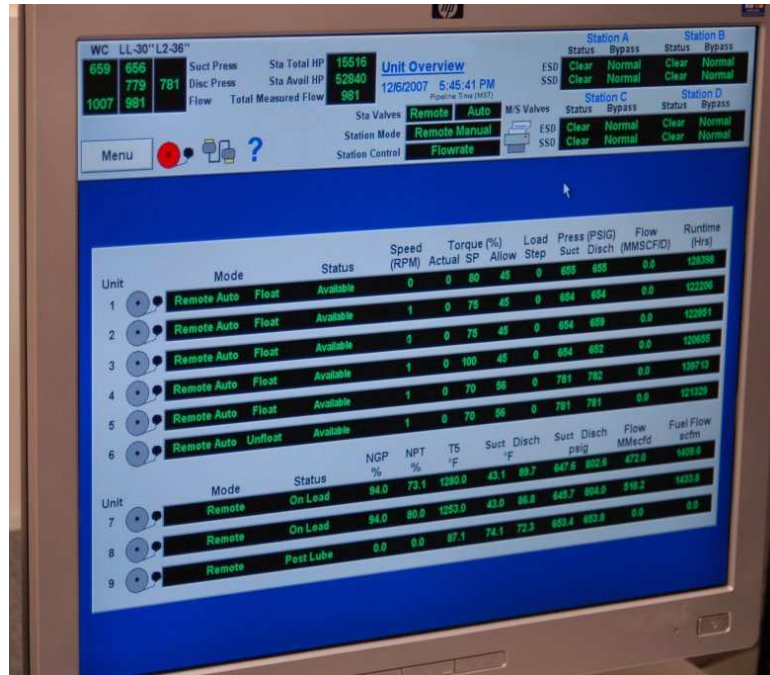 hp
WC LL-30" L2-36"
659 656 Suct Press Sta Total HP 15516
779 781 Disc Press Sta Avail HP 52840
1007 981 Flow Total Measured Flow 981
Unit Overview
12/6/2007 5:45:41 PM
Pipeline Time (MST)
Sta Valves Remote Auto M/S Valves
Station Mode Remote Manual
Station Control Flowrate
Station A Station B
Status Bypass Status Bypass
ESD Clear Normal Clear Normal
SSD Clear Normal Clear Normal
Station C Station D
Status Bypass Status Bypass
ESD Clear Normal Clear Normal
SSD Clear Normal Clear Normal
Menu ?
Speed Torque (%) Load Press (PSIG) Flow Runtime
Unit Mode Status (RPM) Actual SP Allow Step Suct Disch (MMSCF/D) (Hrs)
1 Remote Auto Float Available 0 0 80 45 0 655 655 0.0 128398
2 Remote Auto Float Available 1 0 75 45 0 654 654 0.0 122206
3 Remote Auto Float Available 0 75 45 0 654 659 0.0 122851
4 Remote Auto Float Available 1 0 100 45 0 654 652 0.0 120655
5 Remote Auto Float Available 1 0 70 56 0 781 782 0.0 139713
6 Remote Auto Unfloat Available 1 0 70 56 0 781 781 0.0 121329
NGP NPT T5 Suct Disch Suct Disch Flow Fuel Flow
Unit Mode Status % % °F °F psig MMscfd scfm
7 Remote On Load 94.0 73.1 1280.0 43.1 89.7 647.6 802.6 472.0 1409.6
8 Remote On Load 94.0 80.0 1253.0 43.0 86.8 645.7 804.0 518.2 1433.8
9 Remote Post Lube 0.0 0.0 87.1 74.1 72.3 653.4 653.8 0.0 0.0